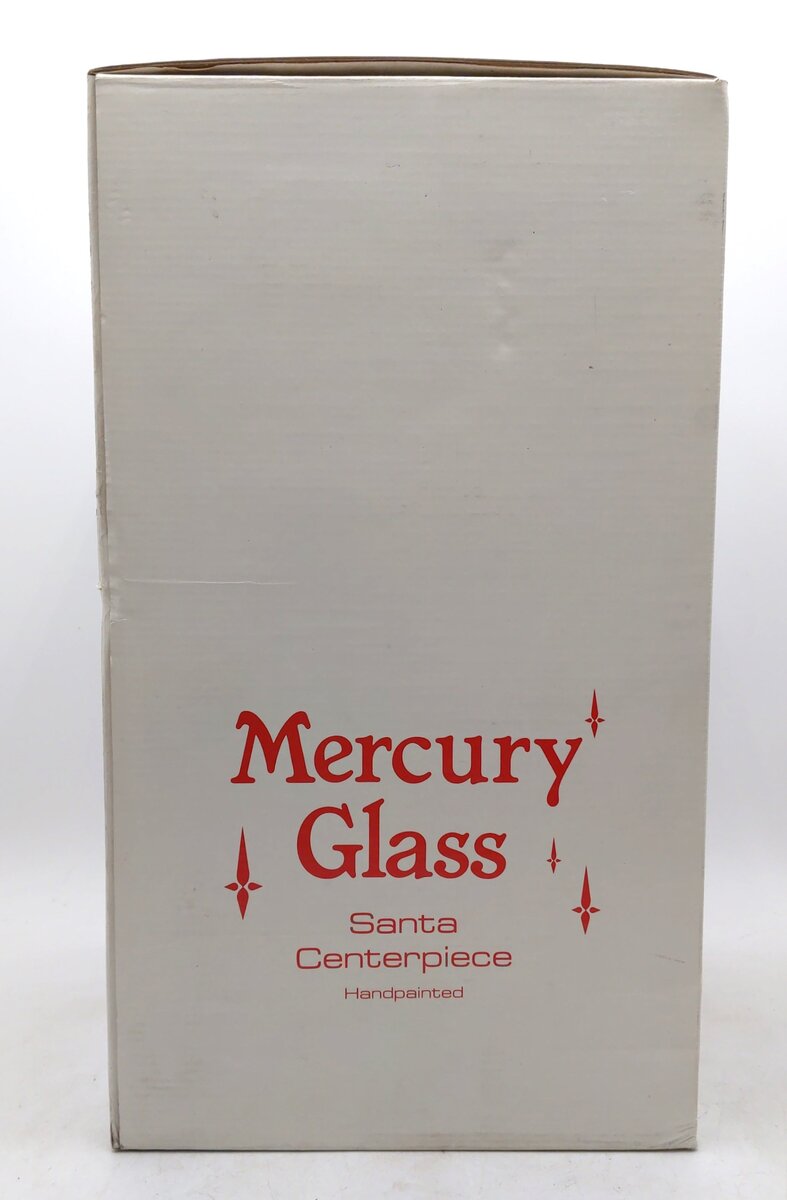 Mercury
Glass
Santa
Centerpiece
Handpainted